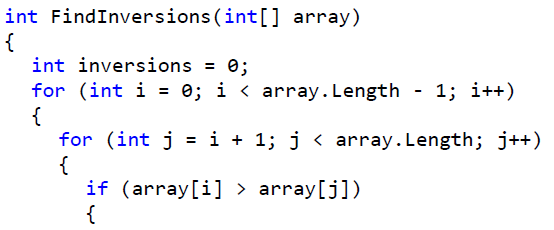 int FindInversions(int[] array)
{
int inversions = 0;
for (int i = 0; i < array.Length - 1; i++)
{
for (int j = i + 1; j < array.Length; j++)
{
if (array[i] > array[j])
{